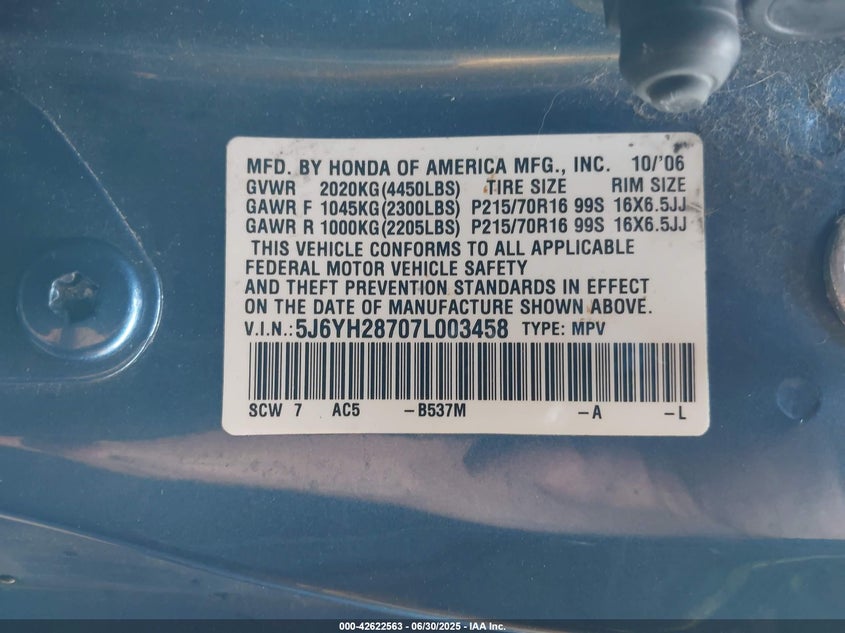 MFD. BY HONDA OF AMERICA MFG., INC. 10/'06
GVWR 2020KG(4450LBS) TIRE SIZE RIM SIZE
GAWR F 1045KG(2300LBS) P215/70R16 99S 16X6.5JJ
GAWR R 1000KG(2205LBS) P215/70R16 99S 16X6.5JJ
THIS VEHICLE CONFORMS TO ALL APPLICABLE
FEDERAL MOTOR VEHICLE SAFETY
AND THEFT PREVENTION STANDARDS IN EFFECT
ON THE DATE OF MANUFACTURE SHOWN ABOVE.
V.I.N.:5J6YH28707L003458 TYPE: MPV
SCW 7 AC5 -B537M -A -L
000-42622563 - 06/30/2025 - IAA Inc.